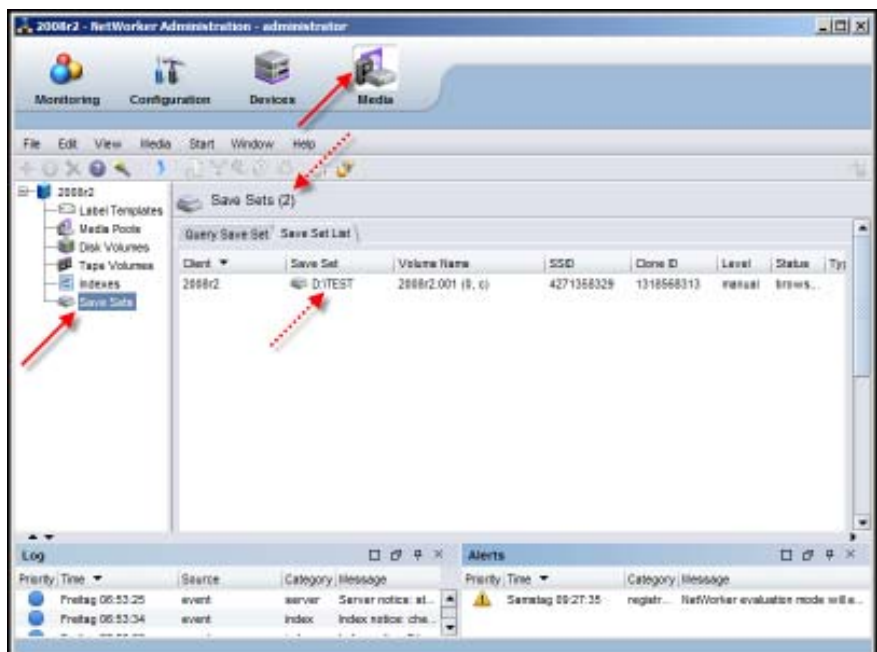 2008r2 - NetWorker Administration - administrator
Monitoring Configuration Devices Media
File Edit View Media Start Window Help
2008r2
Label Templates
Media Pools
Disk Volumes
Tape Volumes
Indexes
Save Sets
Save Sets (2)
Query Save Set Save Set List
Client Save Set Volume Name SSID Clone ID Level Status
2008r2 D:\TEST 2008r2.001 4271358329 1318568313 manual brows...
Log
Priority Time Source Category Message
Freitag 06:53:25 event server Server notice: st...
Freitag 06:53:34 event index Index notice: che...
Alerts
Priority Time Category Message
Samstag 09:27:35 registr... NetWorker evaluation mode will e...